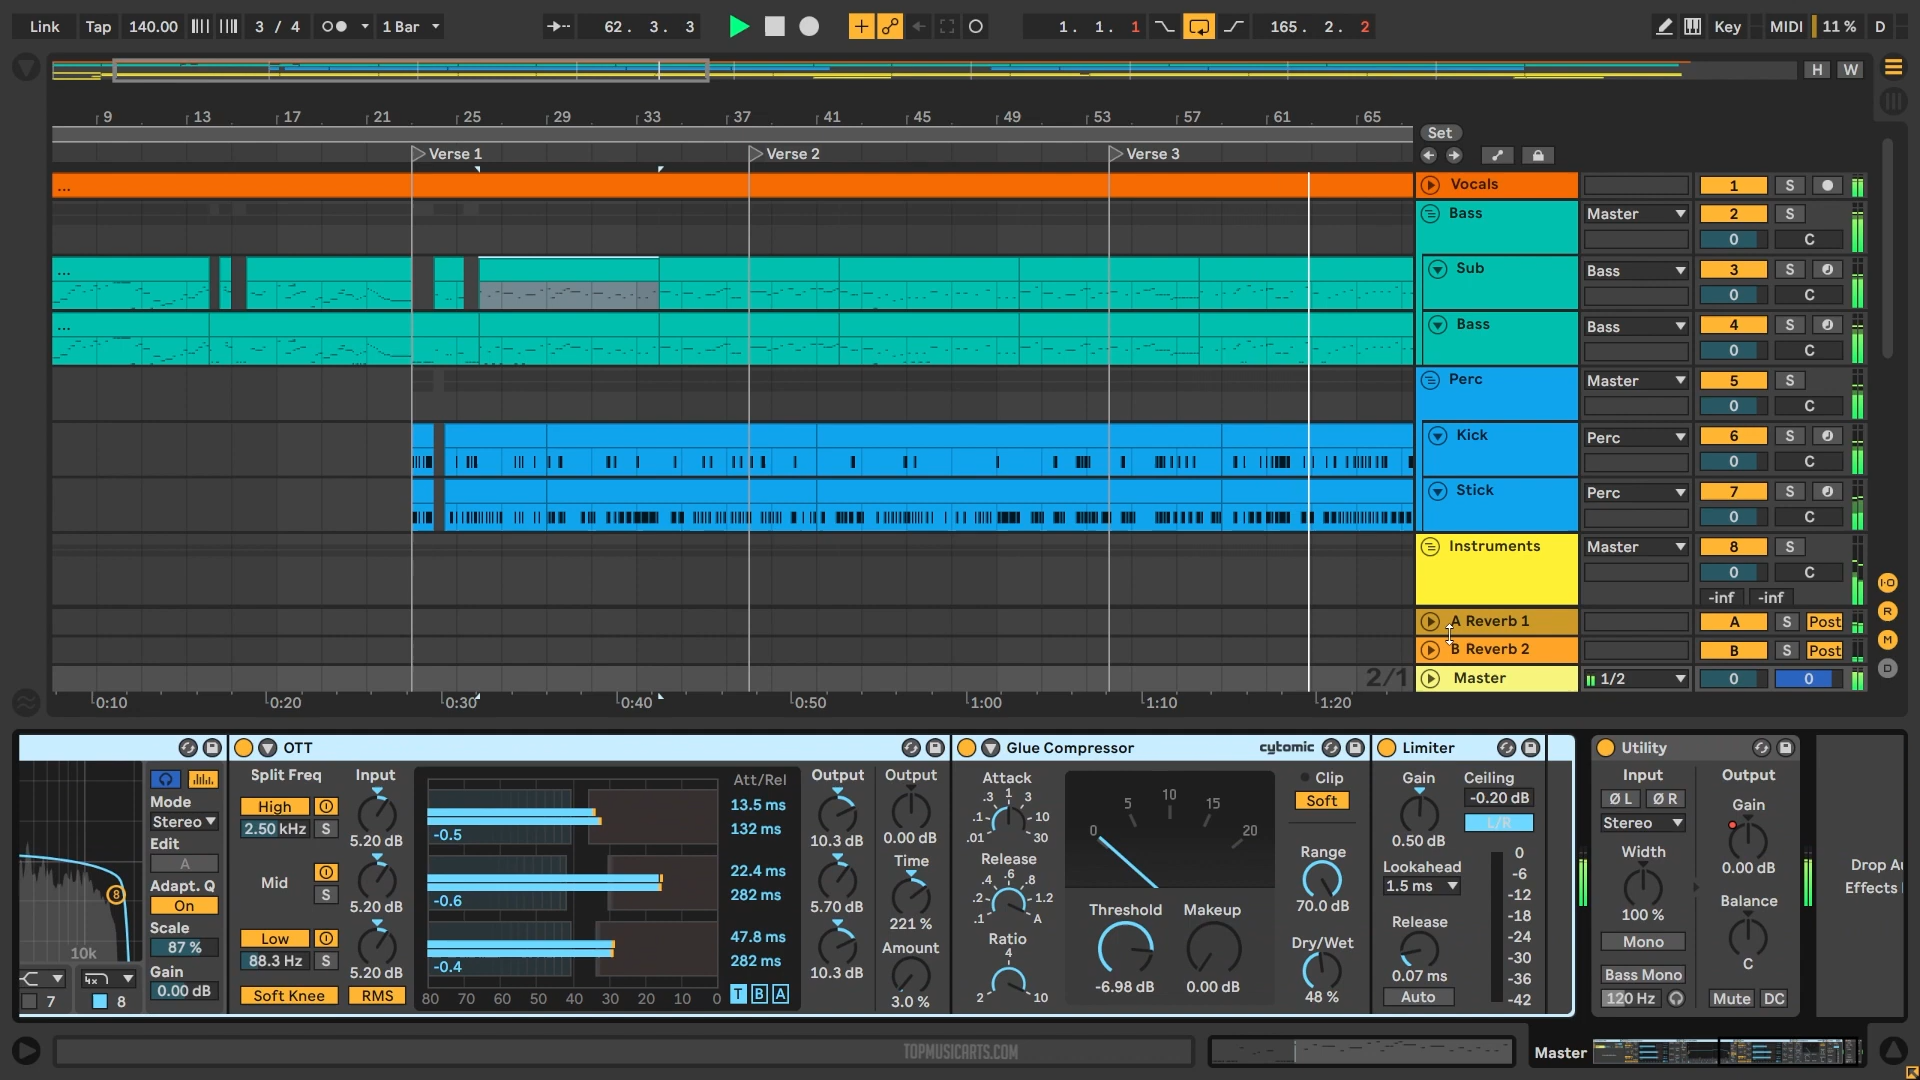 Link Tap 140.00 3 / 4 1 Bar 62. 3. 3 1. 1. 1 165. 2. 2 Key MIDI 11 % D
H W
9 13 17 21 25 29 33 37 41 45 49 53 57 61 65
Set
Verse 1 Verse 2 Verse 3
... Vocals 1 S
Bass Master 2 S
0 C
... Sub Bass 3 S
0 C
... Bass Bass 4 S
0 C
Perc Master 5 S
0 C
Kick Perc 6 S
0 C
Stick Perc 7 S
0 C
Instruments Master 8 S
0 C
-inf -inf
A Reverb 1 A S Post
B Reverb 2 B S Post
2/1 Master 1/2 0 0
I·O
R
M
D
0:10 0:20 0:30 0:40 0:50 1:00 1:10 1:20
Mode
Stereo
Edit
A
Adapt. Q
On
Scale
87 %
Gain
0.00 dB
8
10k
7 8
OTT
Split Freq Input Att/Rel Output Output
High
2.50 kHz S 5.20 dB
-0.5
13.5 ms
132 ms
10.3 dB
0.00 dB
Mid S 5.20 dB
-0.6
22.4 ms
282 ms
5.70 dB
Time
221 %
Low
88.3 Hz S 5.20 dB
-0.4
47.8 ms
282 ms
10.3 dB
Amount
3.0 %
Soft Knee RMS
80 70 60 50 40 30 20 10 0
T B A
Glue Compressor cytomic
Attack
.01 .1 .3 1 3 10 30
Release
.1 .2 .4 .6 .8 1.2 A
Ratio
2 4 10
0 5 10 15 20
Threshold Makeup
-6.98 dB 0.00 dB
Clip
Soft
Range
70.0 dB
Dry/Wet
48 %
Limiter
Gain Ceiling
-0.20 dB
L/R
0.50 dB
Lookahead
1.5 ms
Release
0.07 ms
Auto
0
-6
-12
-18
-24
-30
-36
-42
Utility
Input Output
Ø L Ø R
Stereo
Gain
0.00 dB
Width
100 %
Balance
C
Mono
Bass Mono
120 Hz
Mute DC
Drop Au
Effects
TOPMUSICARTS.COM
Master